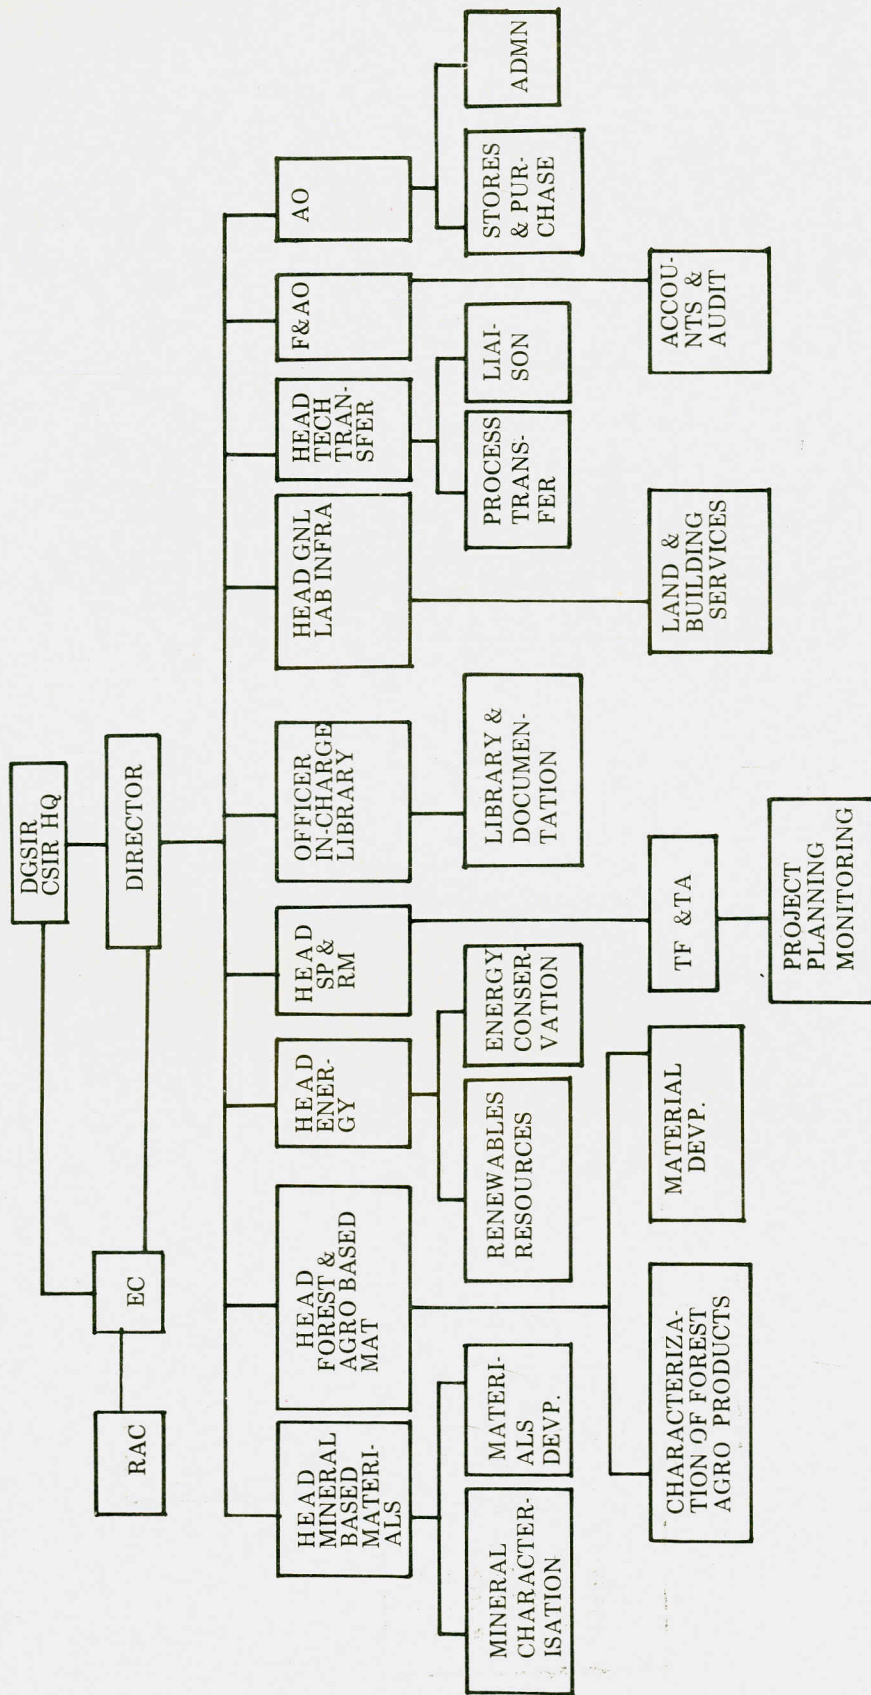 DGSIR
CSIR HQ
DIRECTOR
EC
RAC
HEAD
MINERAL
BASED
MATERI-
ALS
HEAD
FOREST &
AGRO BASED
MAT
HEAD
ENER-
GY
HEAD
SP &
RM
OFFICER
IN-CHARGE
LIBRARY
HEAD GNL
LAB INFRA
HEAD
TECH
TRAN-
SFER
F&AO
AO
MINERAL
CHARACTER-
ISATION
MATERI-
ALS
DEVP.
RENEWABLES
RESOURCES
ENERGY
CONSER-
VATION
LIBRARY &
DOCUMEN-
TATION
PROCESS
TRANS-
FER
LIAI-
SON
STORES
& PUR-
CHASE
ADMN
CHARACTERIZA-
TION OF FOREST
AGRO PRODUCTS
MATERIAL
DEVP.
TF &TA
LAND &
BUILDING
SERVICES
ACCOU-
NTS &
AUDIT
PROJECT
PLANNING
MONITORING